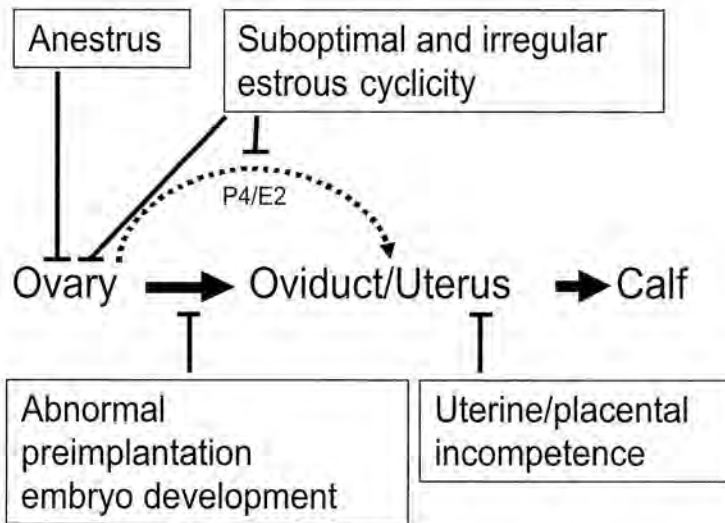 Anestrus
Suboptimal and irregular
estrous cyclicity
P4/E2
Ovary
Oviduct/Uterus
Calf
Abnormal
preimplantation
embryo development
Uterine/placental
incompetence